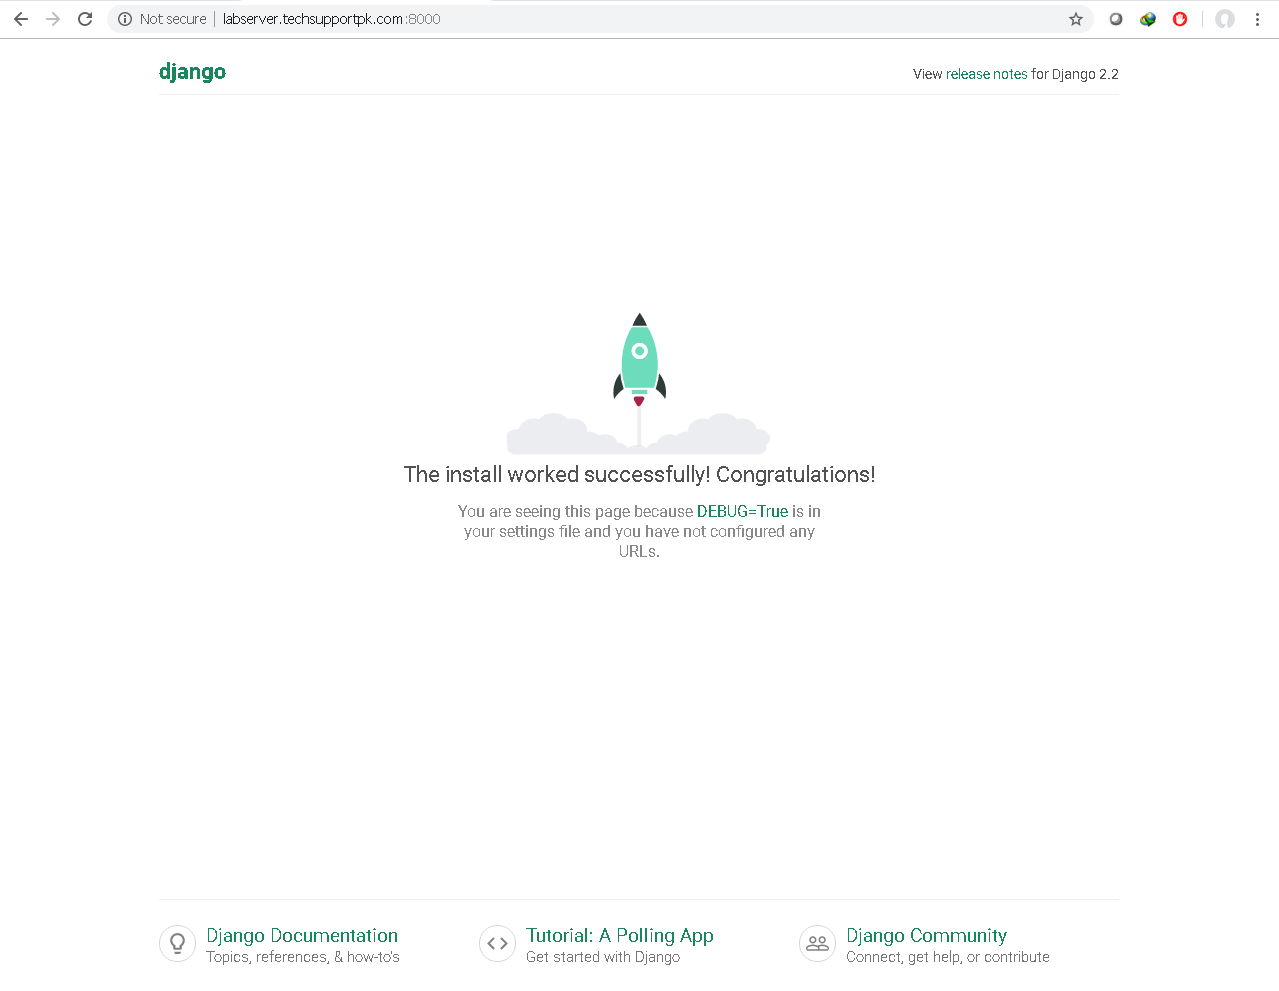 Not secure | labserver.techsupportpk.com:8000
django
View release notes for Django 2.2
The install worked successfully! Congratulations!
You are seeing this page because DEBUG=True is in
your settings file and you have not configured any
URLs.
Django Documentation
Topics, references, & how-to's
Tutorial: A Polling App
Get started with Django
Django Community
Connect, get help, or contribute